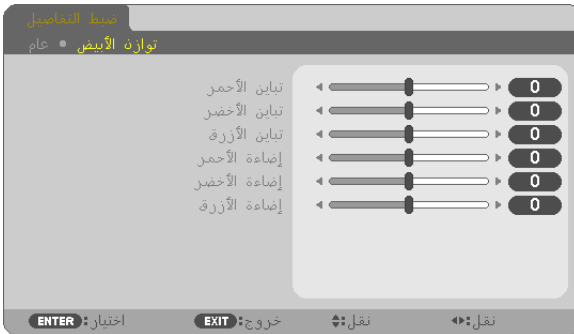 ضبط التفاصيل
عام • توازن الأبيض
تباين الأحمر 0
تباين الأخضر 0
تباين الأزرق 0
إضاءة الأحمر 0
إضاءة الأخضر 0
إضاءة الأزرق 0
ENTER:اختيار EXIT:خروج نقل: نقل: